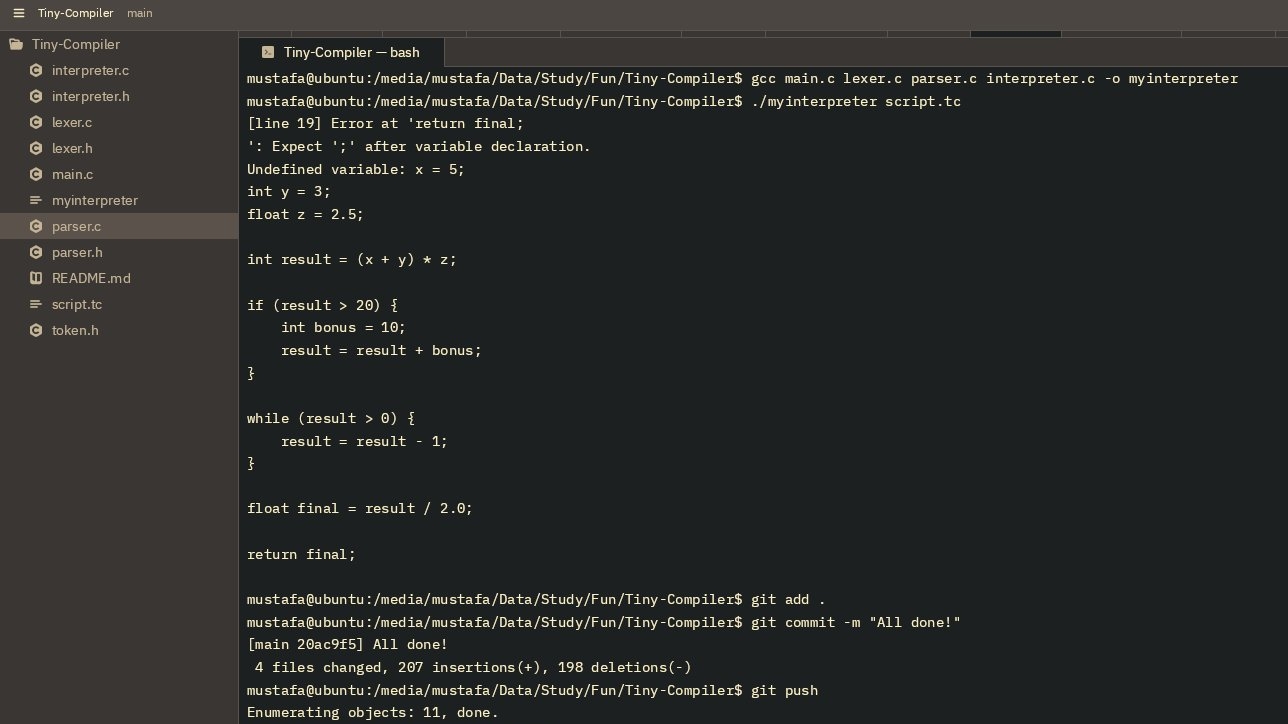 Tiny-Compiler main
Tiny-Compiler
interpreter.c
interpreter.h
lexer.c
lexer.h
main.c
myinterpreter
parser.c
parser.h
README.md
script.tc
token.h
Tiny-Compiler — bash
mustafa@ubuntu:/media/mustafa/Data/Study/Fun/Tiny-Compiler$ gcc main.c lexer.c parser.c interpreter.c -o myinterpreter
mustafa@ubuntu:/media/mustafa/Data/Study/Fun/Tiny-Compiler$ ./myinterpreter script.tc
[line 19] Error at 'return final;
': Expect ';' after variable declaration.
Undefined variable: x = 5;
int y = 3;
float z = 2.5;
int result = (x + y) * z;
if (result > 20) {
    int bonus = 10;
    result = result + bonus;
}
while (result > 0) {
    result = result - 1;
}
float final = result / 2.0;
return final;
mustafa@ubuntu:/media/mustafa/Data/Study/Fun/Tiny-Compiler$ git add .
mustafa@ubuntu:/media/mustafa/Data/Study/Fun/Tiny-Compiler$ git commit -m "All done!"
[main 20ac9f5] All done!
 4 files changed, 207 insertions(+), 198 deletions(-)
mustafa@ubuntu:/media/mustafa/Data/Study/Fun/Tiny-Compiler$ git push
Enumerating objects: 11, done.